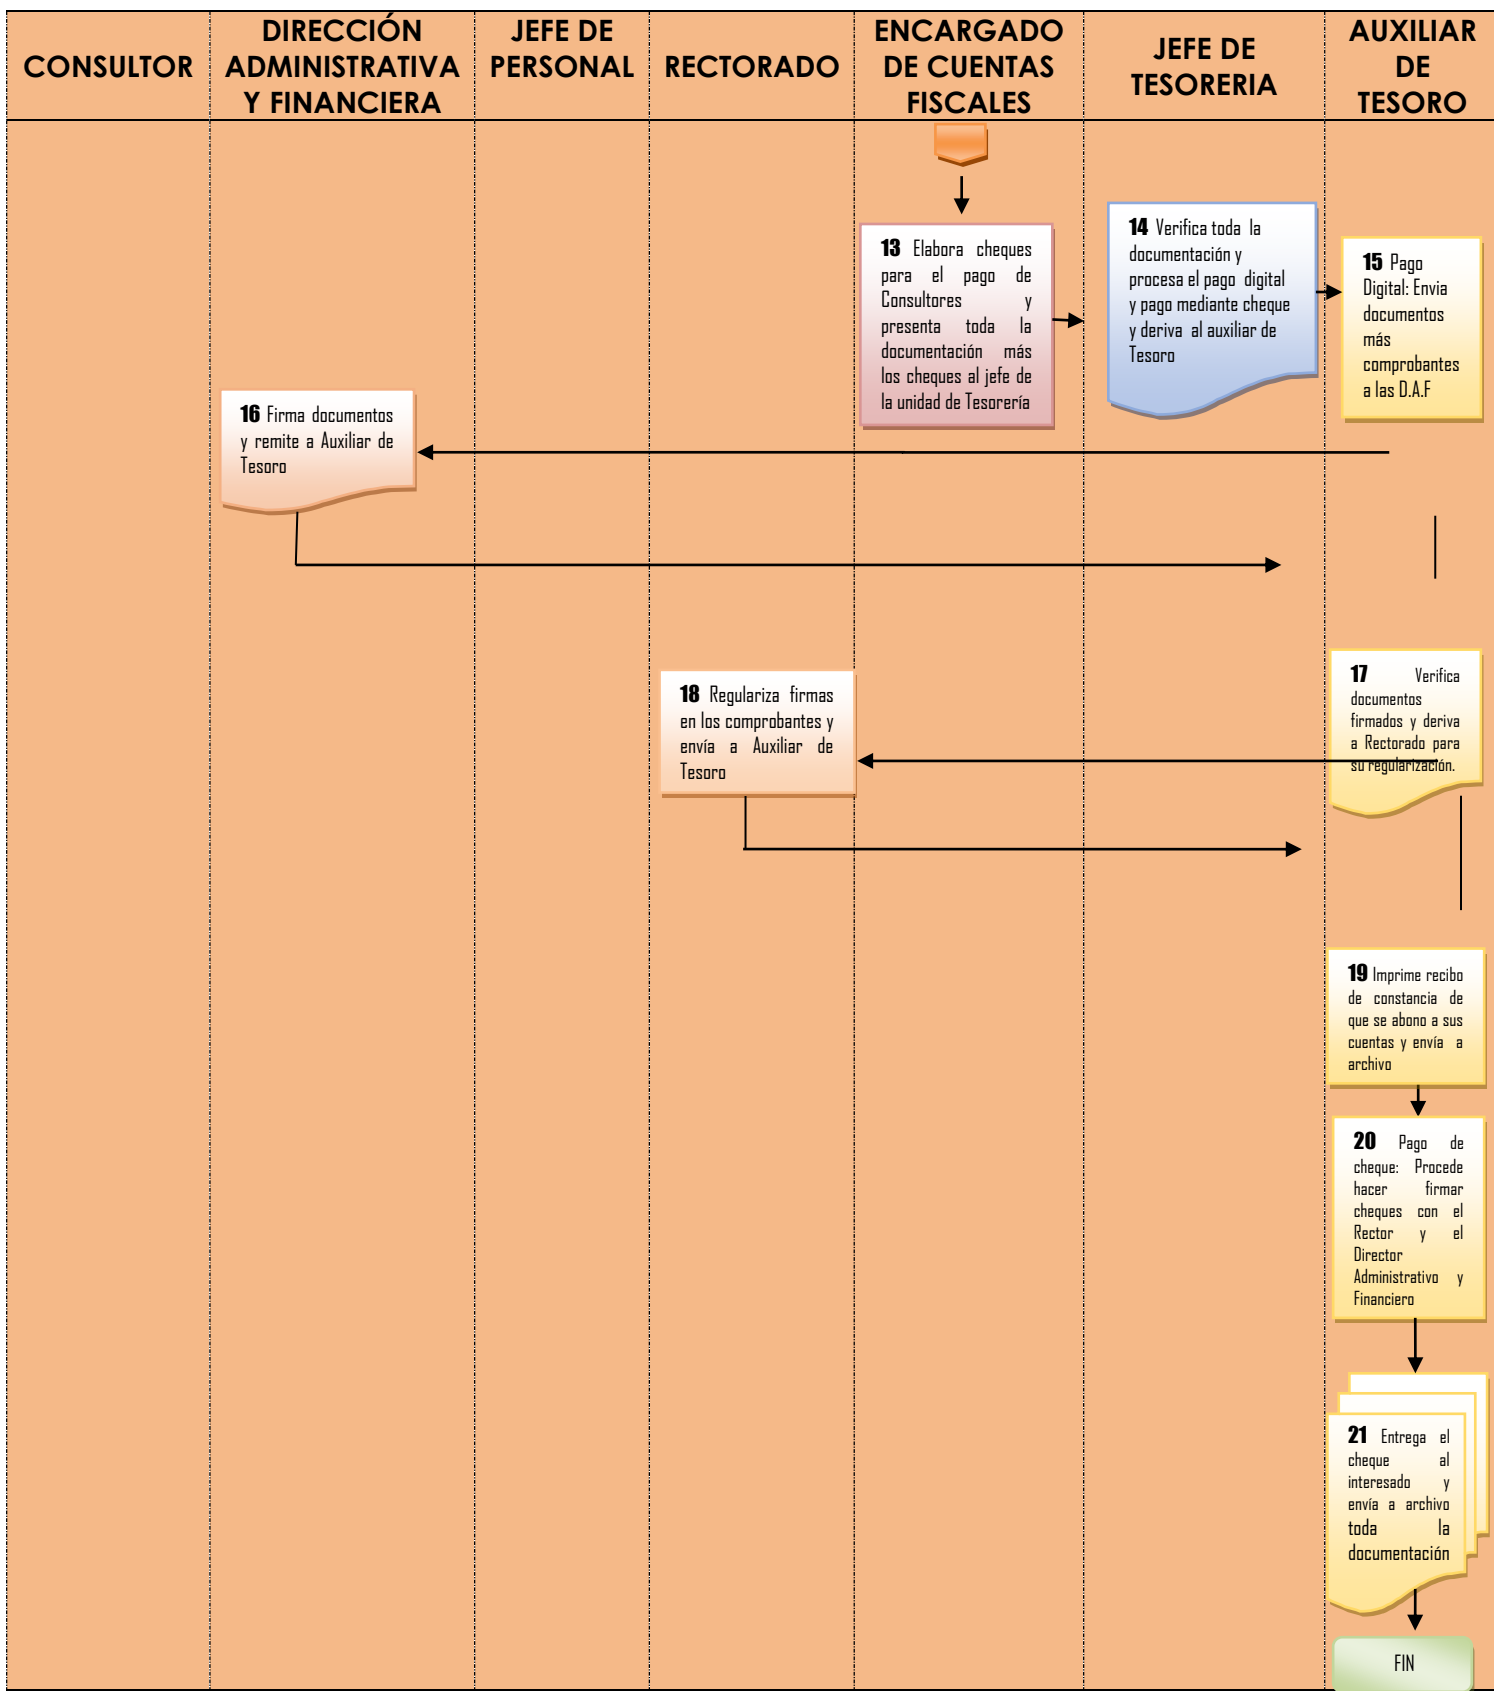 CONSULTOR
DIRECCIÓN
ADMINISTRATIVA
Y FINANCIERA
JEFE DE
PERSONAL
RECTORADO
ENCARGADO
DE CUENTAS
FISCALES
JEFE DE
TESORERIA
AUXILIAR
DE
TESORO
13 Elabora cheques
para el pago de
Consultores y
presenta toda la
documentación más
los cheques al jefe de
la unidad de Tesorería
14 Verifica toda la
documentación y
procesa el pago digital
y pago mediante cheque
y deriva al auxiliar de
Tesoro
15 Pago
Digital: Envia
documentos
más
comprobantes
a las D.A.F
16 Firma documentos
y remite a Auxiliar de
Tesoro
17 Verifica
documentos
firmados y deriva
a Rectorado para
su regularización.
18 Regulariza firmas
en los comprobantes y
envía a Auxiliar de
Tesoro
19 Imprime recibo
de constancia de
que se abono a sus
cuentas y envía a
archivo
20 Pago de
cheque: Procede
hacer firmar
cheques con el
Rector y el
Director
Administrativo y
Financiero
21 Entrega el
cheque al
interesado y
envía a archivo
toda la
documentación
FIN